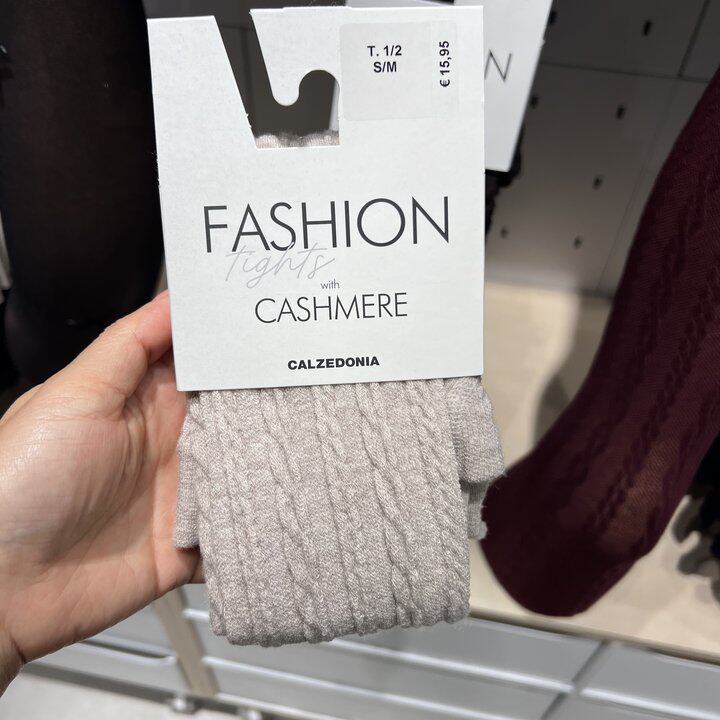 T. 1/2
S/M
€ 15,95
FASHION
tights
with
CASHMERE
CALZEDONIA
N